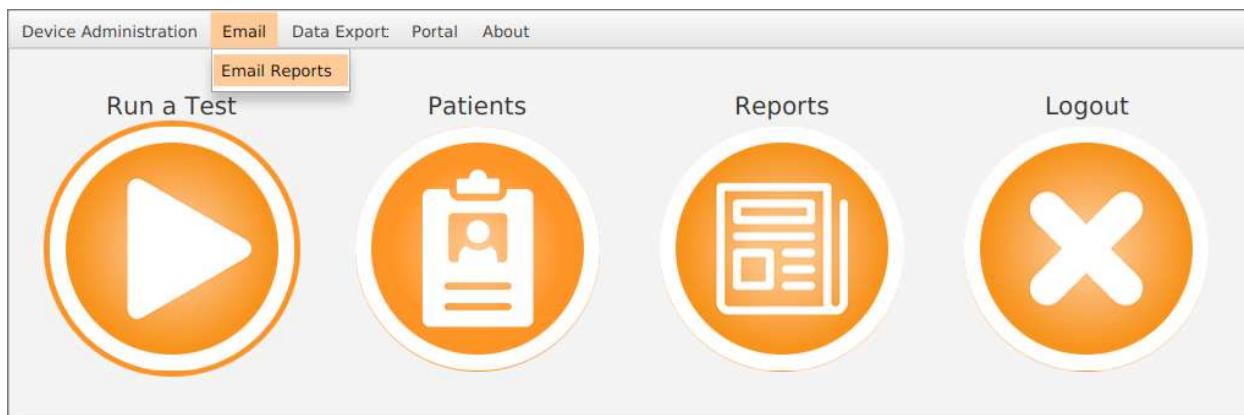 Device Administration Email Data Export Portal About
Email Reports
Run a Test Patients Reports Logout